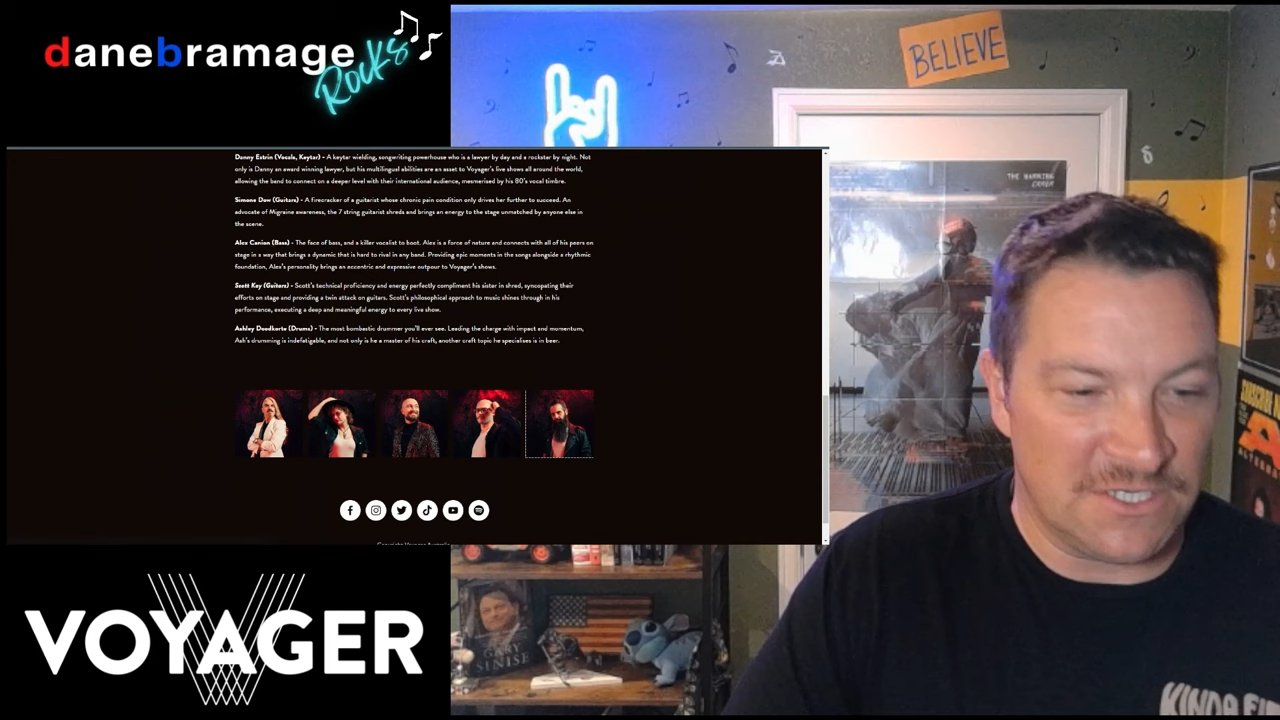 danebramage
Rocks
BELIEVE
THE WARNING
Danny Estrin (Vocals, Keytar) - A keytar wielding, songwriting powerhouse who is a lawyer by day and a rockstar by night. Not
only is Danny an award winning lawyer, but his multilingual abilities are an asset to Voyager's live shows all around the world,
allowing the band to connect on a deeper level with their international audience, mesmerised by his 80's vocal timbre.
Simone Dow (Guitars) - A firecracker of a guitarist whose chronic pain condition only drives her further to succeed. An
advocate of Migraine awareness, the 7 string guitarist shreds and brings an energy to the stage unmatched by anyone else in
the scene.
Alex Canion (Bass) - The face of bass, and a killer vocalist to boot. Alex is a force of nature and connects with all of his peers on
stage in a way that brings a dynamic that is hard to rival in any band. Providing epic moments in the songs alongside a rhythmic
foundation, Alex's personality brings an eccentric and expressive outpour to Voyager's shows.
Scott Kay (Guitars) - Scott's technical proficiency and energy perfectly compliment his sister in shred, syncopating their
efforts on stage and providing a twin attack on guitars. Scott's philosophical approach to music shines through in his
performance, executing a deep and meaningful energy to every live show.
Ashley Doodkorte (Drums) - The most bombastic drummer you'll ever see. Leading the charge with impact and momentum,
Ash's drumming is indefatigable, and not only is he a master of his craft, another craft topic he specialises is in beer.
VOYAGER
GARY
SINISE
KINDA